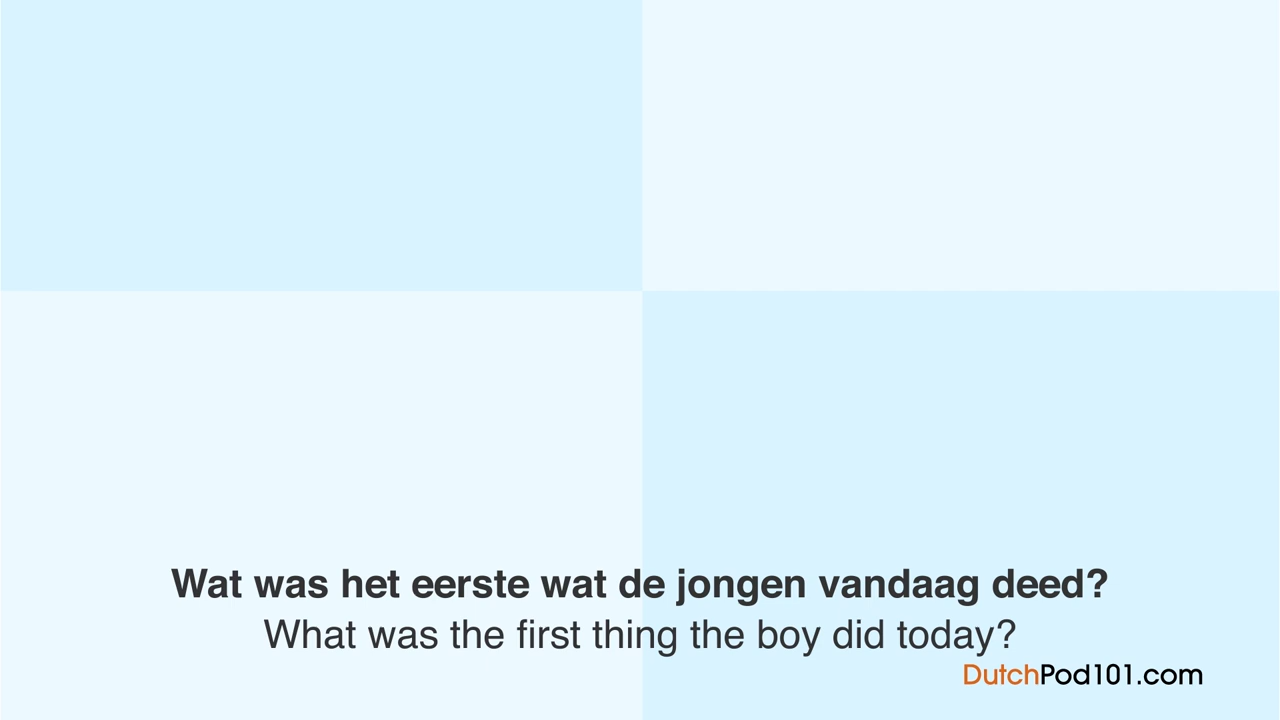 Wat was het eerste wat de jongen vandaag deed?
What was the first thing the boy did today?
DutchPod101.com